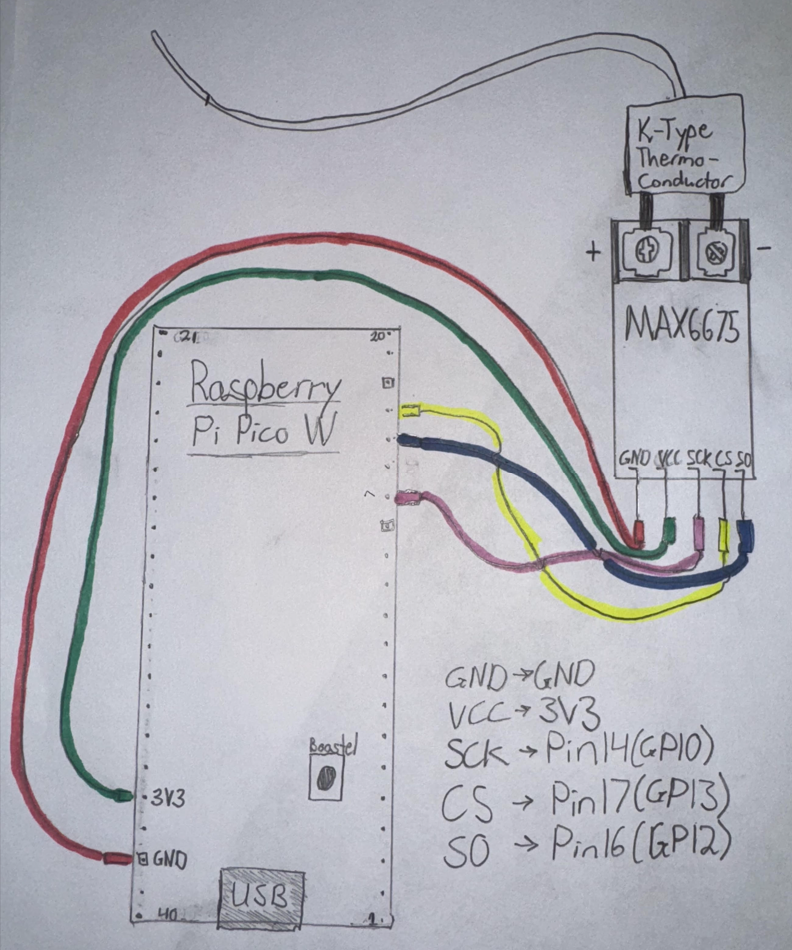 K-Type
Thermo-
Conductor
+ -
MAX6675
GND VCC SCK CS SO
21 20
Raspberry
Pi Pico W
Bootsel
3V3
GND
USB
40 1
GND→GND
VCC→3V3
SCK→Pin14(GP10)
CS→Pin17(GP13)
SO→Pin16(GP12)